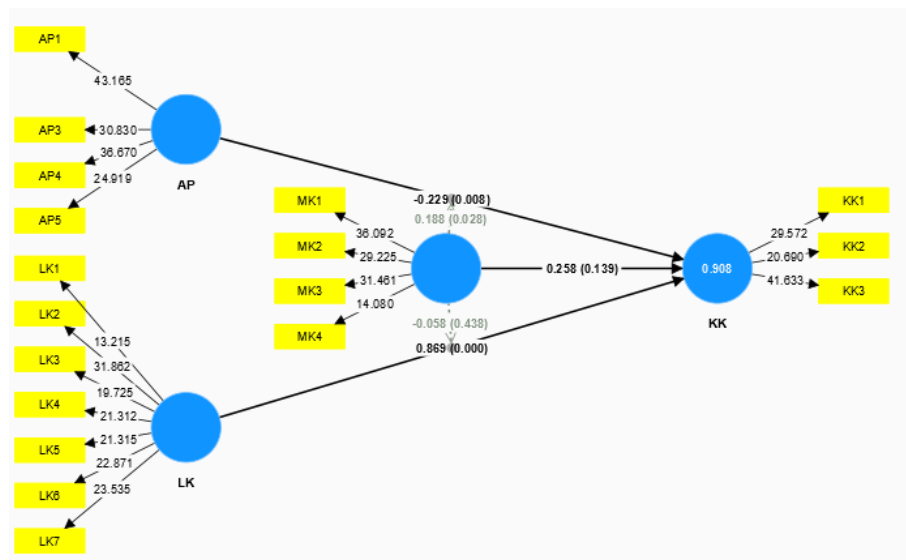 AP1
43.165
AP3
30.830
AP4
36.670
24.919
AP5
AP
LK1
LK2
LK3
LK4
LK5
LK6
LK7
13.215
31.862
19.725
21.312
21.315
22.871
23.535
LK
MK1
MK2
MK3
MK4
36.092
29.225
31.461
14.080
-0.229 (0.008)
0.188 (0.028)
0.258 (0.139)
-0.058 (0.438)
0.869 (0.000)
0.908
KK
29.572
20.690
41.633
KK1
KK2
KK3